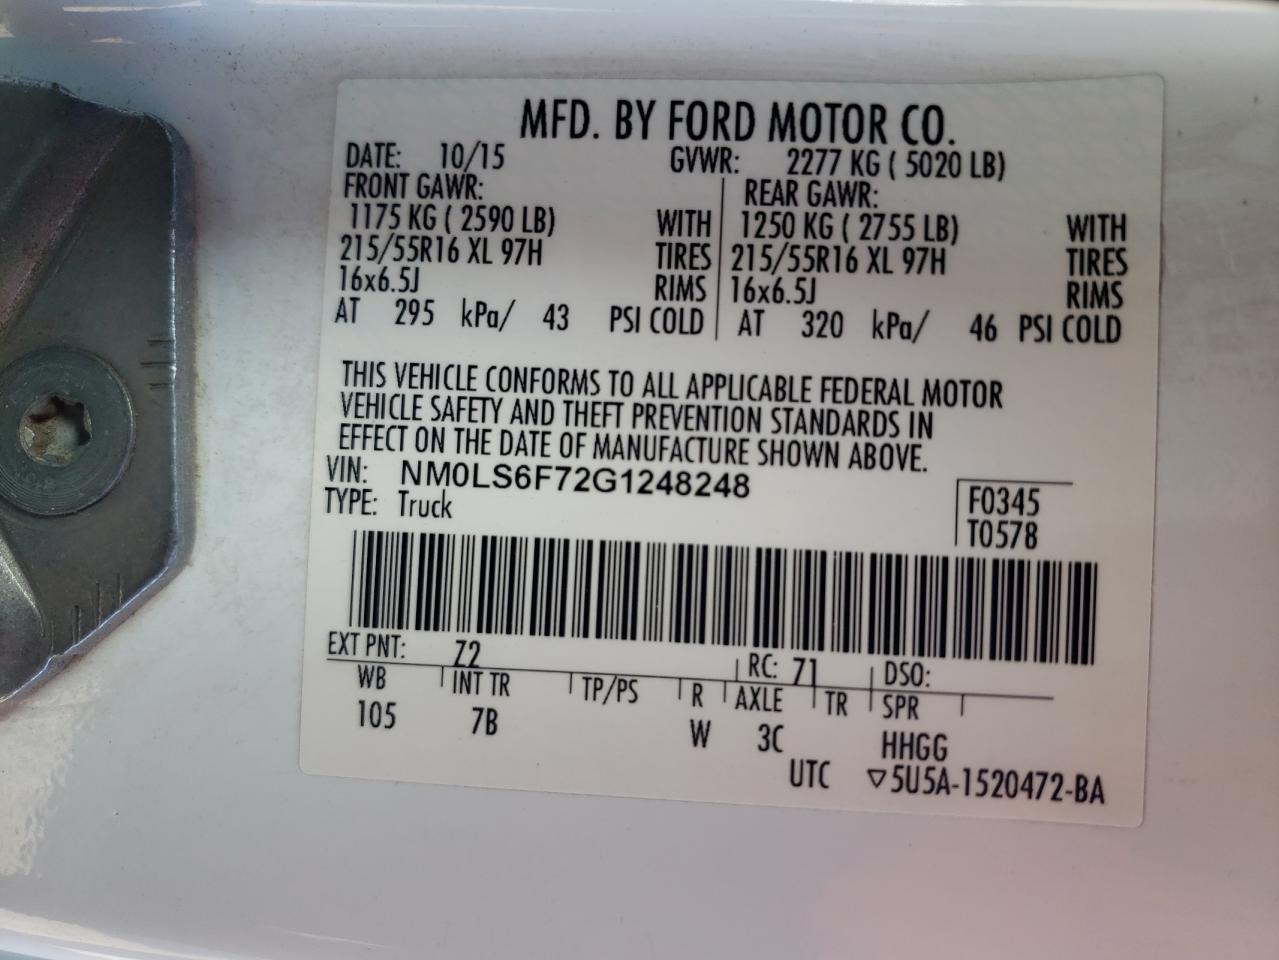 MFD. BY FORD MOTOR CO.
DATE: 10/15 GVWR: 2277 KG ( 5020 LB)
FRONT GAWR: REAR GAWR:
1175 KG ( 2590 LB) WITH 1250 KG ( 2755 LB) WITH
215/55R16 XL 97H TIRES 215/55R16 XL 97H TIRES
16x6.5J RIMS 16x6.5J RIMS
AT 295 kPa/ 43 PSI COLD AT 320 kPa/ 46 PSI COLD
THIS VEHICLE CONFORMS TO ALL APPLICABLE FEDERAL MOTOR
VEHICLE SAFETY AND THEFT PREVENTION STANDARDS IN
EFFECT ON THE DATE OF MANUFACTURE SHOWN ABOVE.
VIN: NM0LS6F72G1248248
TYPE: Truck
F0345
T0578
EXT PNT: Z2 RC: 71 DSO:
WB INT TR TP/PS R AXLE TR SPR
105 7B W 3C HHGG
UTC ▽5U5A-1520472-BA